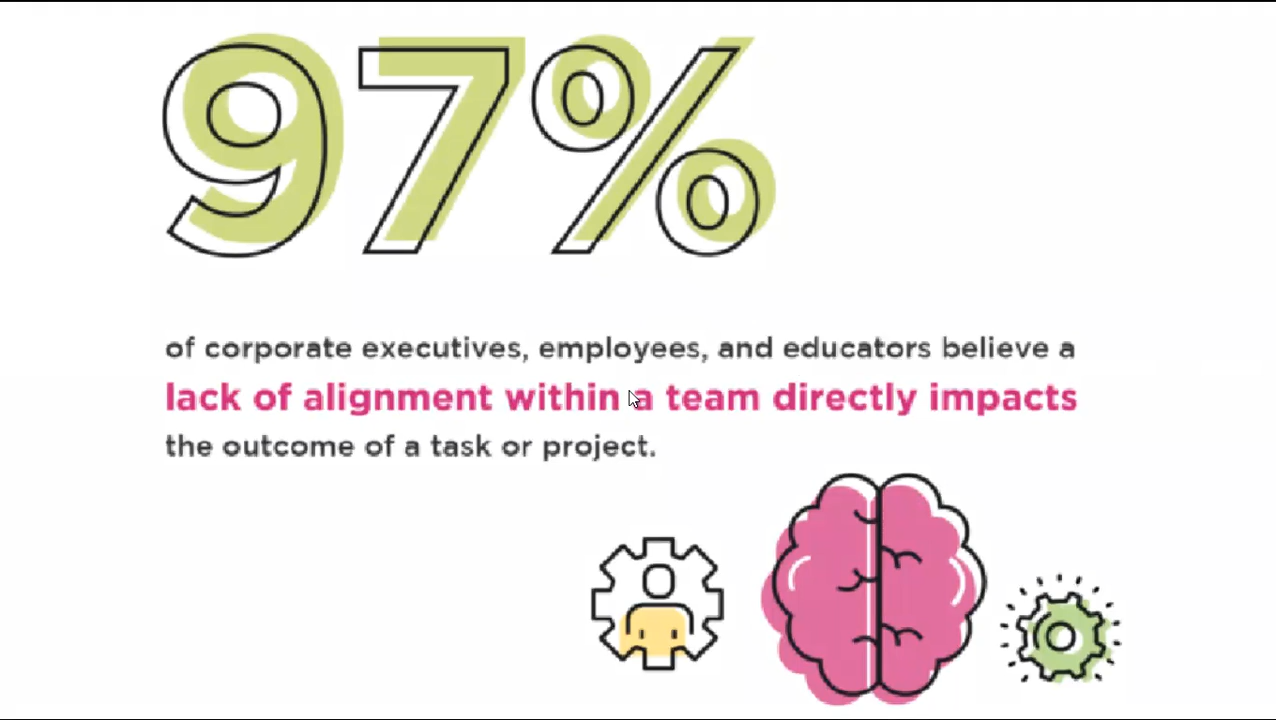 97%
of corporate executives, employees, and educators believe a
lack of alignment within a team directly impacts
the outcome of a task or project.